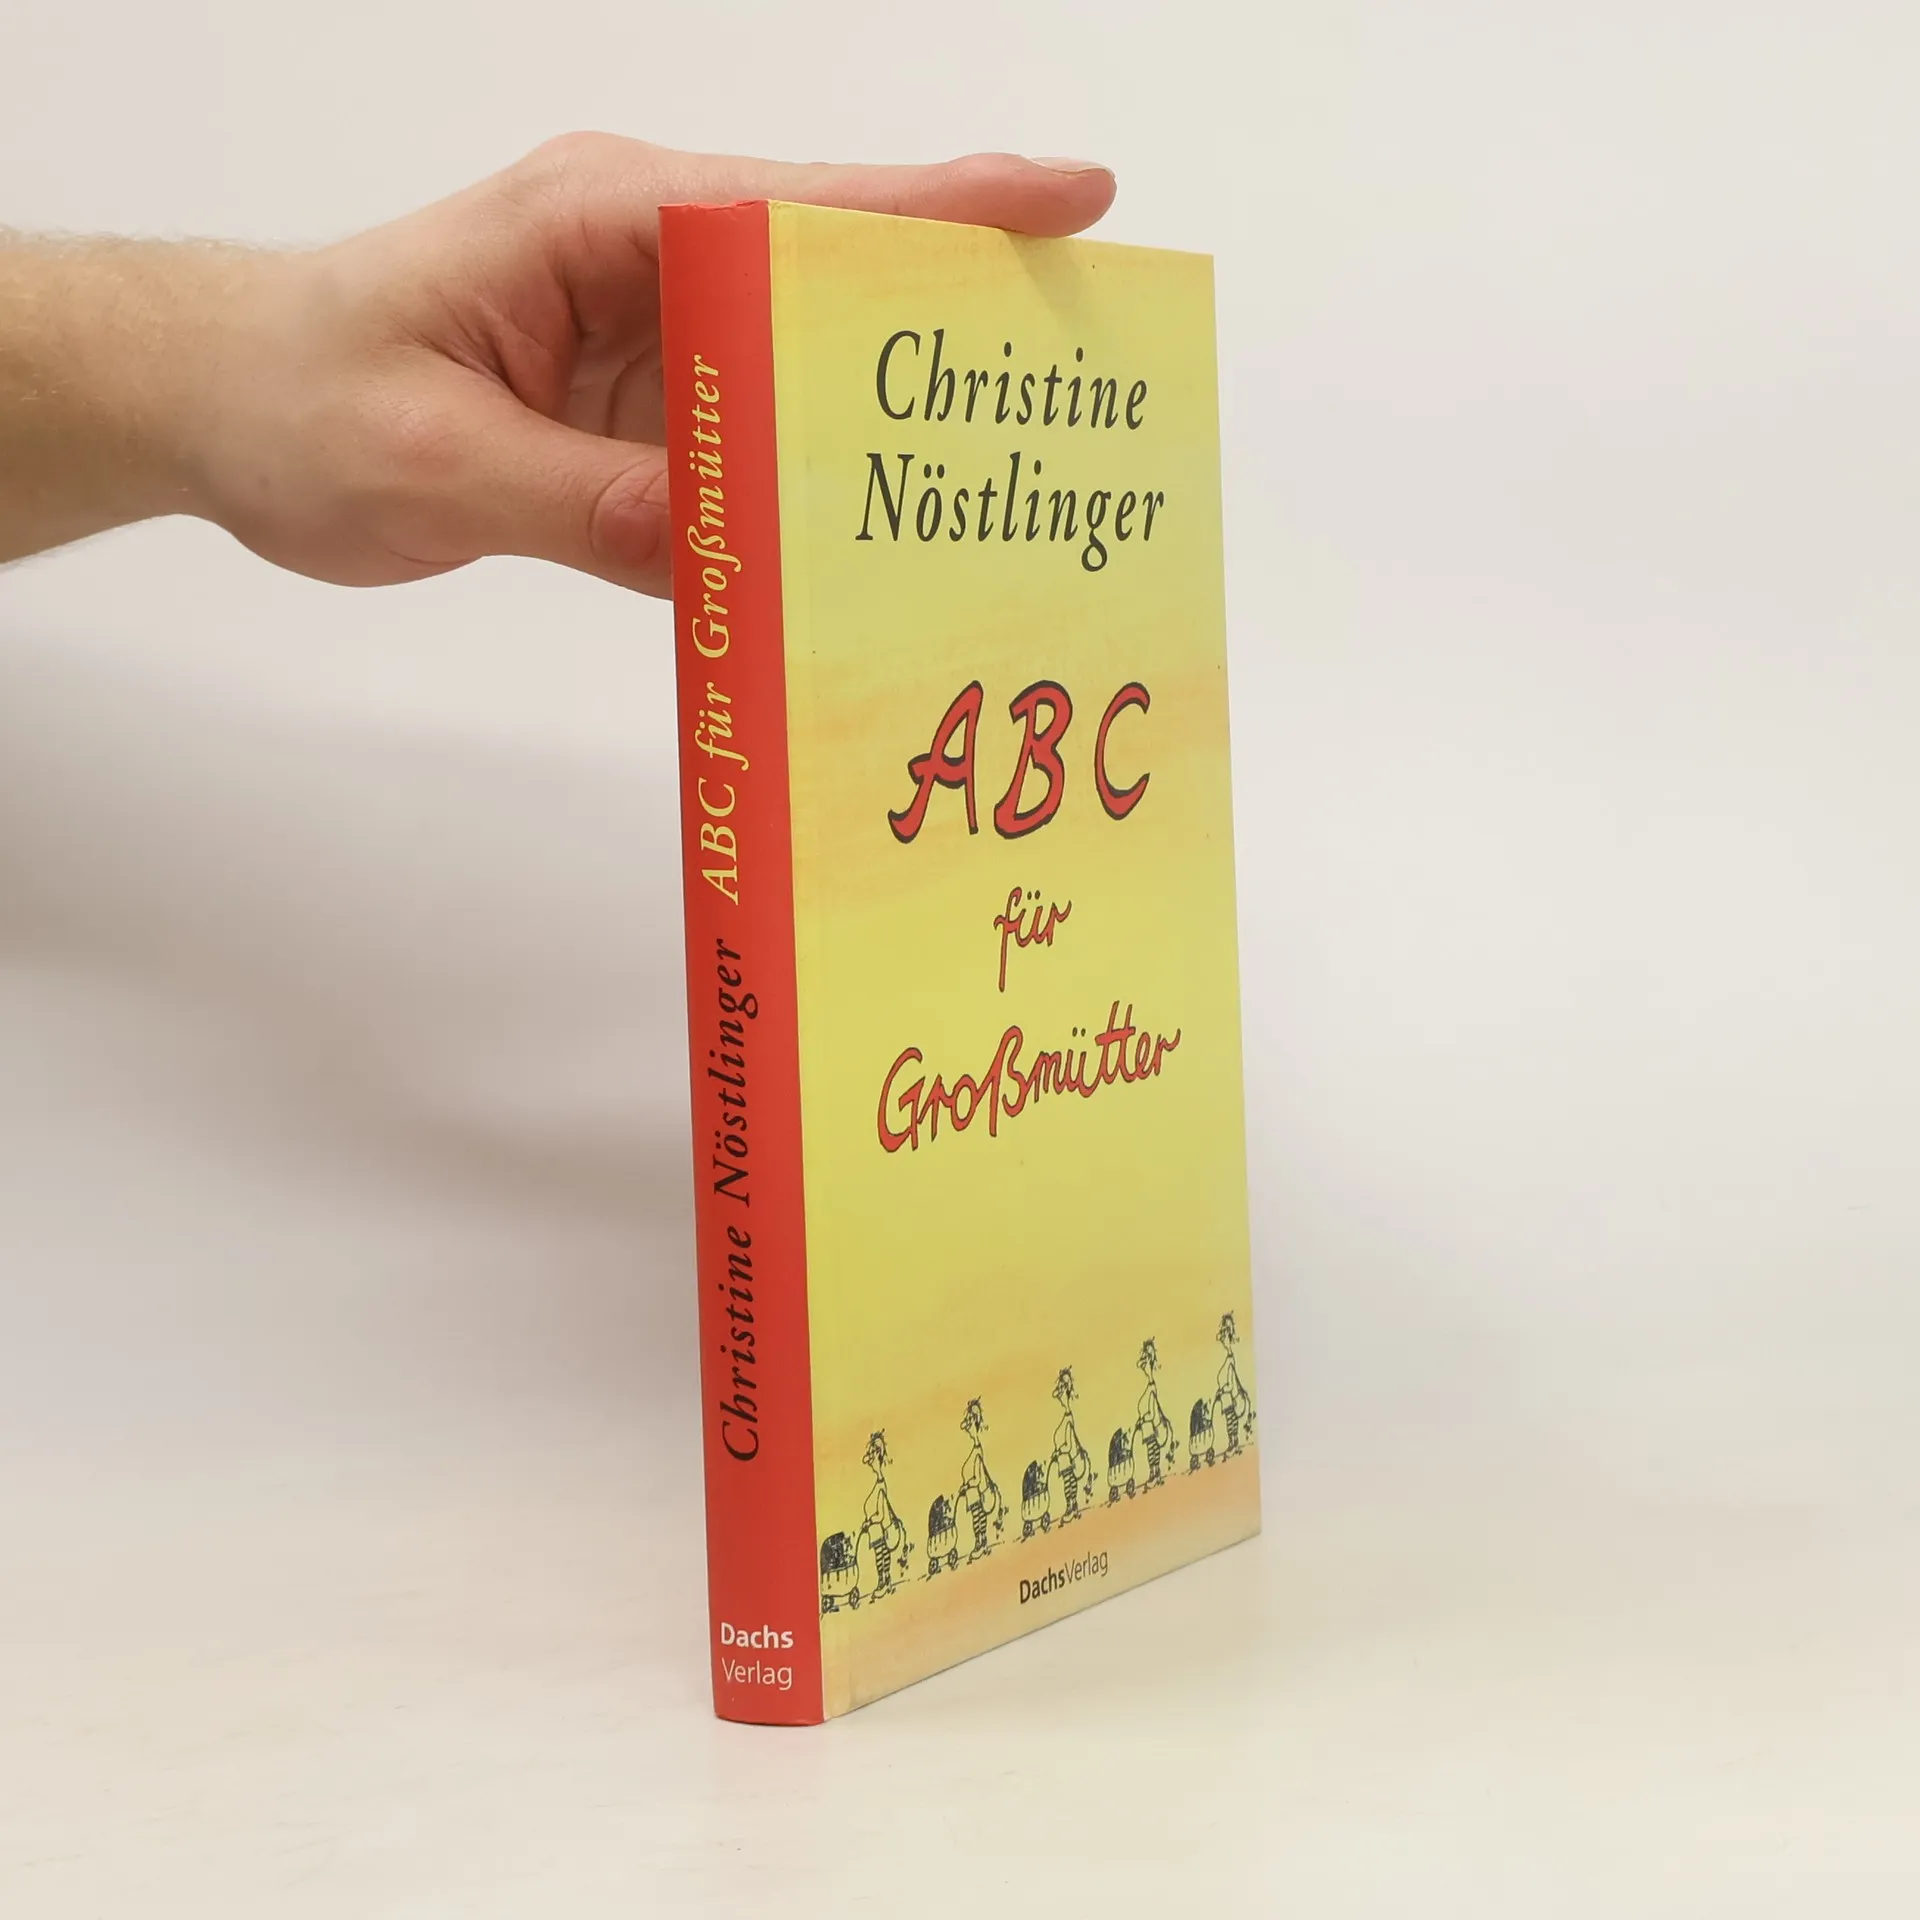 Christine Nöstlinger ABC für Großmütter
Dachs
Verlag
Christine
Nöstlinger
ABC
für
Großmütter
DachsVerlag